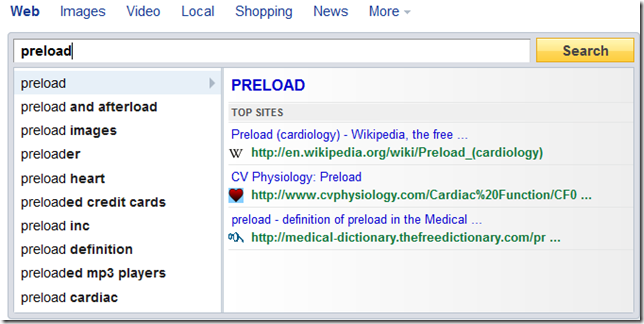 Web Images Video Local Shopping News More
preload Search
preload
preload and afterload
preload images
preloader
preload heart
preloaded credit cards
preload inc
preload definition
preloaded mp3 players
preload cardiac
PRELOAD
TOP SITES
Preload (cardiology) - Wikipedia, the free ...
W http://en.wikipedia.org/wiki/Preload_(cardiology)
CV Physiology: Preload
http://www.cvphysiology.com/Cardiac%20Function/CF0 ...
preload - definition of preload in the Medical ...
http://medical-dictionary.thefreedictionary.com/pr ...